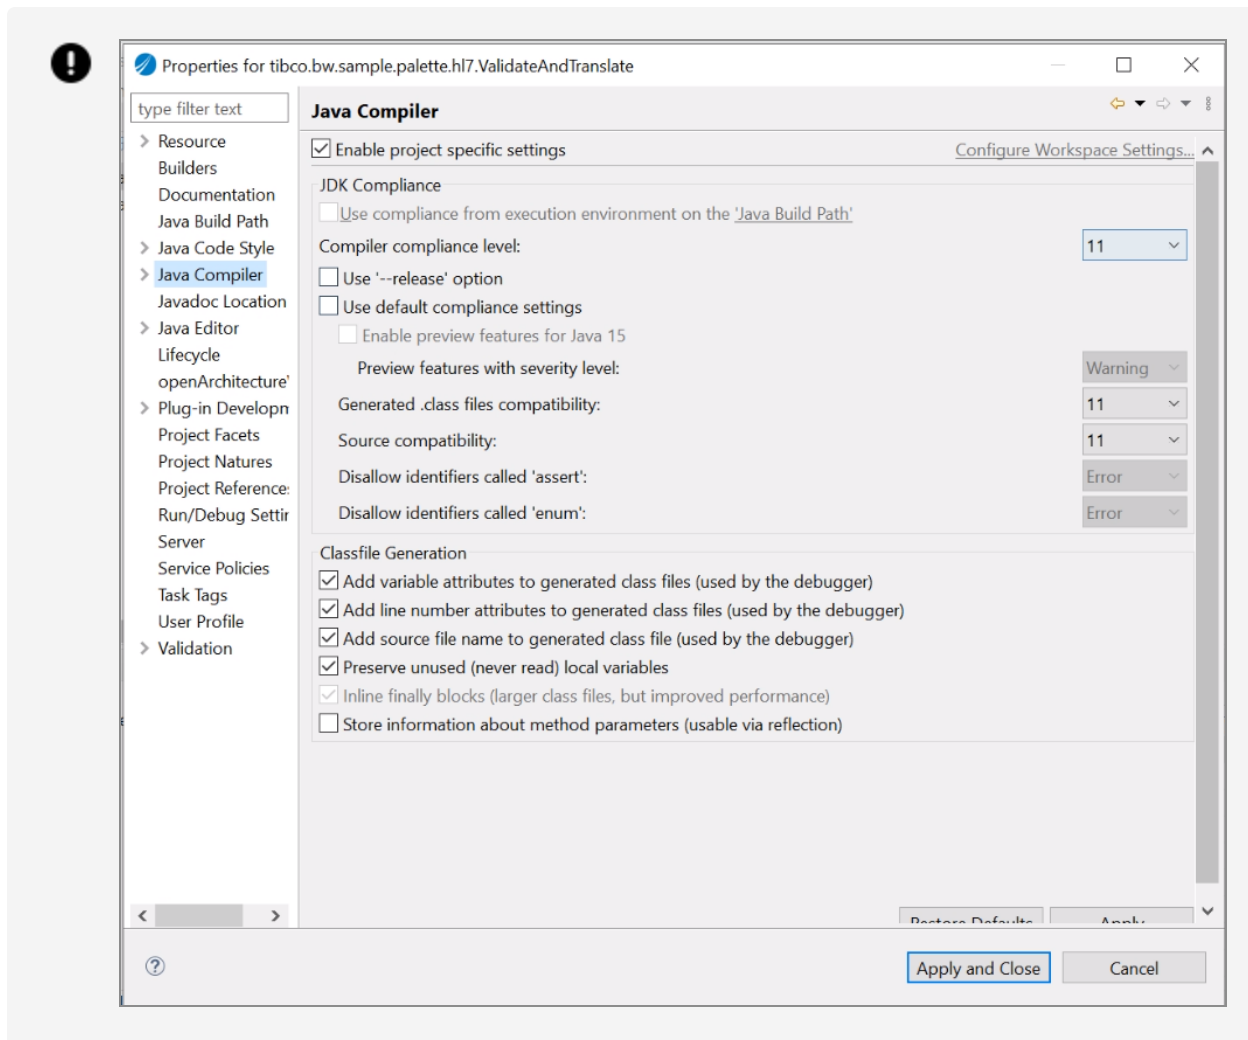 Properties for tibco.bw.sample.palette.hl7.ValidateAndTranslate
type filter text
Resource
Builders
Documentation
Java Build Path
Java Code Style
Java Compiler
Javadoc Location
Java Editor
Lifecycle
openArchitecture'
Plug-in Developm
Project Facets
Project Natures
Project References
Run/Debug Settin
Server
Service Policies
Task Tags
User Profile
Validation
Java Compiler
Enable project specific settings
Configure Workspace Settings...
JDK Compliance
Use compliance from execution environment on the 'Java Build Path'
Compiler compliance level: 11
Use '--release' option
Use default compliance settings
Enable preview features for Java 15
Preview features with severity level: Warning
Generated .class files compatibility: 11
Source compatibility: 11
Disallow identifiers called 'assert': Error
Disallow identifiers called 'enum': Error
Classfile Generation
Add variable attributes to generated class files (used by the debugger)
Add line number attributes to generated class files (used by the debugger)
Add source file name to generated class file (used by the debugger)
Preserve unused (never read) local variables
Inline finally blocks (larger class files, but improved performance)
Store information about method parameters (usable via reflection)
Restore Defaults Apply
Apply and Close Cancel